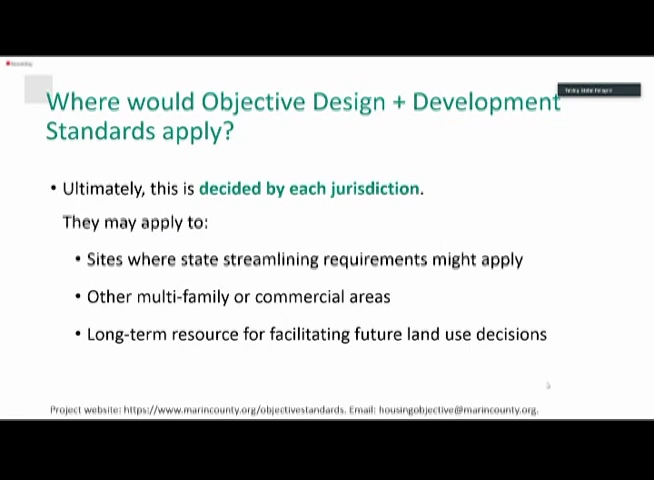 Where would Objective Design + Development
Standards apply?
• Ultimately, this is decided by each jurisdiction.
They may apply to:
• Sites where state streamlining requirements might apply
• Other multi-family or commercial areas
• Long-term resource for facilitating future land use decisions
Project website: https://www.marincounty.org/objectivestandards. Email: housingobjective@marincounty.org.